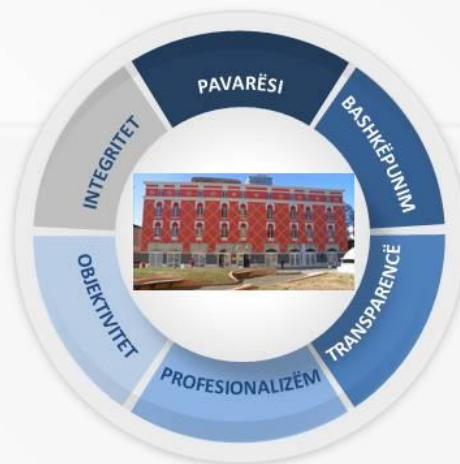 PAVARËSI
BASHKËPUNIM
TRANSPARENCË
PROFESIONALIZËM
OBJEKTIVITET
INTEGRITET